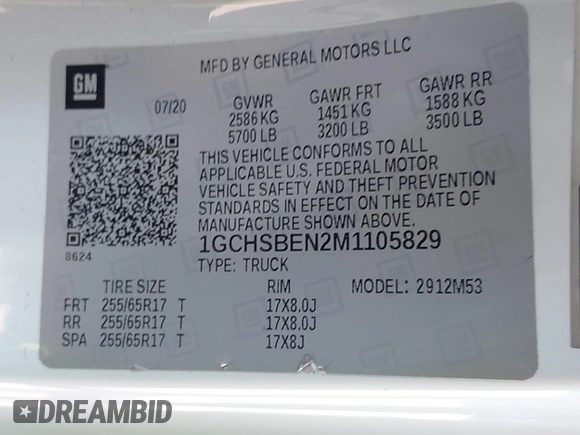 GM
MFD BY GENERAL MOTORS LLC
07/20
GVWR GAWR FRT GAWR RR
2586 KG 1451 KG 1588 KG
5700 LB 3200 LB 3500 LB
THIS VEHICLE CONFORMS TO ALL
APPLICABLE U.S. FEDERAL MOTOR
VEHICLE SAFETY AND THEFT PREVENTION
STANDARDS IN EFFECT ON THE DATE OF
MANUFACTURE SHOWN ABOVE.
8624
1GCHSBEN2M1105829
TYPE: TRUCK MODEL: 2912M53
TIRE SIZE RIM
FRT 255/65R17 T 17X8.0J
RR 255/65R17 T 17X8.0J
SPA 255/65R17 T 17X8J
DREAMBID